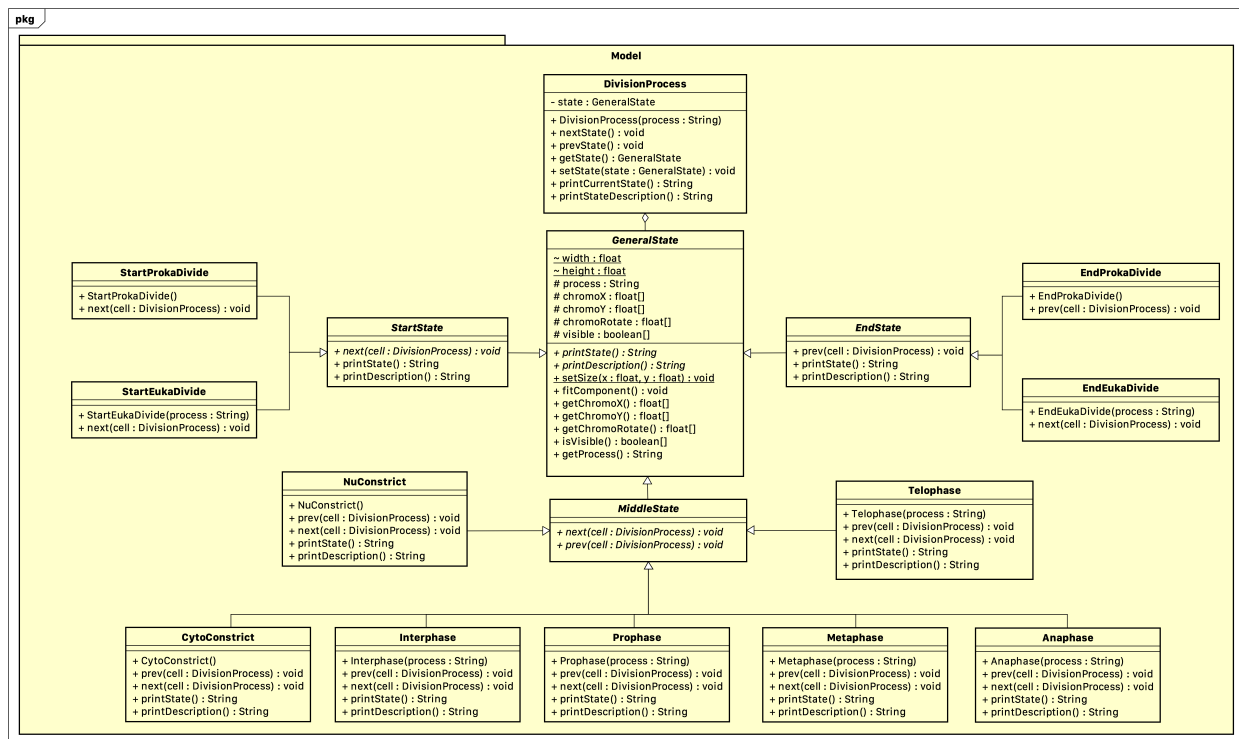 pkg
Model
DivisionProcess
- state : GeneralState
+ DivisionProcess(process : String)
+ nextState() : void
+ prevState() : void
+ getState() : GeneralState
+ setState(state : GeneralState) : void
+ printCurrentState() : String
+ printStateDescription() : String
GeneralState
~ width : float
~ height : float
# process : String
# chromoX : float[]
# chromoY : float[]
# chromoRotate : float[]
# visible : boolean[]
+ printState() : String
+ printDescription() : String
+ setSize(x : float, y : float) : void
+ fitComponent() : void
+ getChromoX() : float[]
+ getChromoY() : float[]
+ getChromoRotate() : float[]
+ isVisible() : boolean[]
+ getProcess() : String
StartProkaDivide
+ StartProkaDivide()
+ next(cell : DivisionProcess) : void
StartState
+ next(cell : DivisionProcess) : void
+ printState() : String
+ printDescription() : String
StartEukaDivide
+ StartEukaDivide(process : String)
+ next(cell : DivisionProcess) : void
EndProkaDivide
+ EndProkaDivide()
+ prev(cell : DivisionProcess) : void
EndState
+ prev(cell : DivisionProcess) : void
+ printState() : String
+ printDescription() : String
EndEukaDivide
+ EndEukaDivide(process : String)
+ next(cell : DivisionProcess) : void
NuConstrict
+ NuConstrict()
+ prev(cell : DivisionProcess) : void
+ next(cell : DivisionProcess) : void
+ printState() : String
+ printDescription() : String
MiddleState
+ next(cell : DivisionProcess) : void
+ prev(cell : DivisionProcess) : void
Telophase
+ Telophase(process : String)
+ prev(cell : DivisionProcess) : void
+ next(cell : DivisionProcess) : void
+ printState() : String
+ printDescription() : String
CytoConstrict
+ CytoConstrict()
+ prev(cell : DivisionProcess) : void
+ next(cell : DivisionProcess) : void
+ printState() : String
+ printDescription() : String
Interphase
+ Interphase(process : String)
+ prev(cell : DivisionProcess) : void
+ next(cell : DivisionProcess) : void
+ printState() : String
+ printDescription() : String
Prophase
+ Prophase(process : String)
+ prev(cell : DivisionProcess) : void
+ next(cell : DivisionProcess) : void
+ printState() : String
+ printDescription() : String
Metaphase
+ Metaphase(process : String)
+ prev(cell : DivisionProcess) : void
+ next(cell : DivisionProcess) : void
+ printState() : String
+ printDescription() : String
Anaphase
+ Anaphase(process : String)
+ prev(cell : DivisionProcess) : void
+ next(cell : DivisionProcess) : void
+ printState() : String
+ printDescription() : String